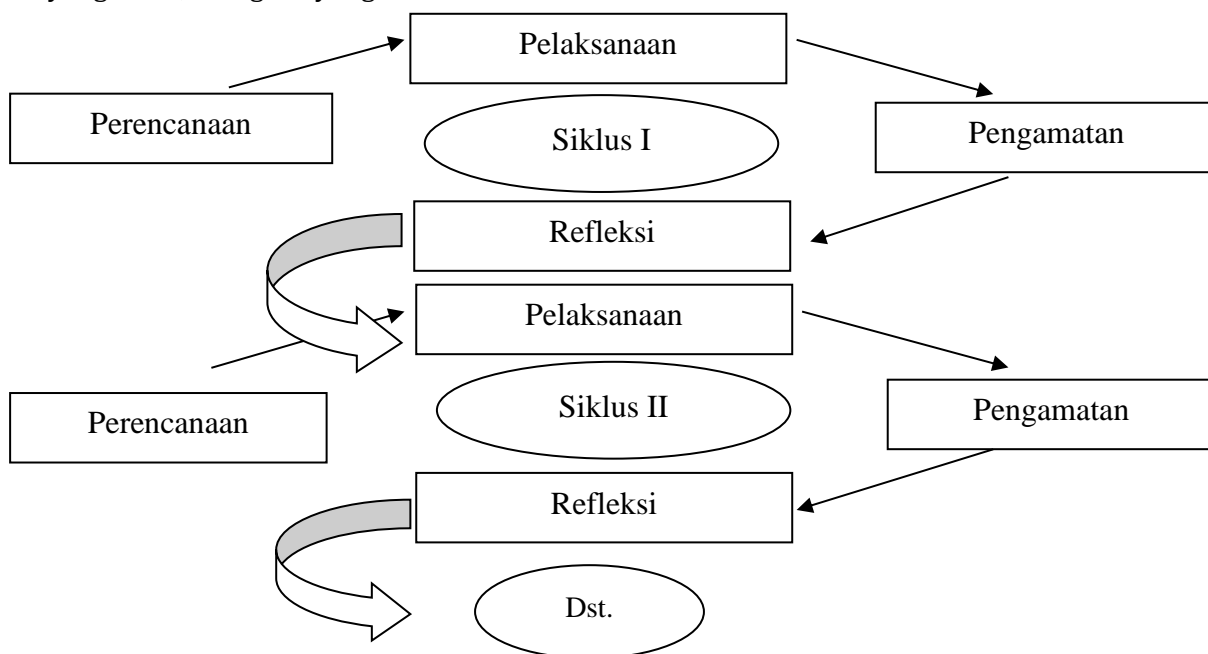 Pelaksanaan
Perencanaan
Siklus I
Pengamatan
Refleksi
Pelaksanaan
Perencanaan
Siklus II
Pengamatan
Refleksi
Dst.